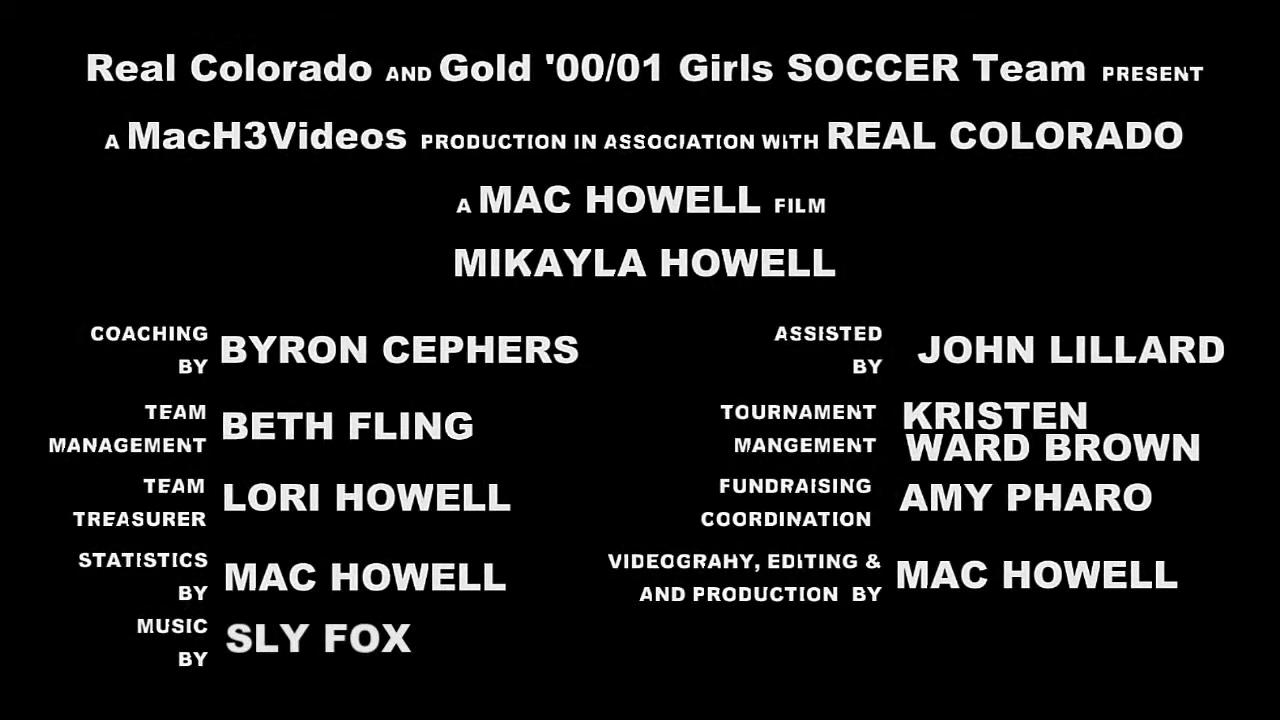 Real Colorado AND Gold '00/01 Girls SOCCER Team PRESENT
A MacH3Videos PRODUCTION IN ASSOCIATION WITH REAL COLORADO
A MAC HOWELL FILM
MIKAYLA HOWELL
COACHING
BY
BYRON CEPHERS
ASSISTED
BY
JOHN LILLARD
TEAM
MANAGEMENT
BETH FLING
TOURNAMENT
MANGEMENT
KRISTEN
WARD BROWN
TEAM
TREASURER
LORI HOWELL
FUNDRAISING
COORDINATION
AMY PHARO
STATISTICS
BY
MAC HOWELL
VIDEOGRAHY, EDITING &
AND PRODUCTION BY
MAC HOWELL
MUSIC
BY
SLY FOX